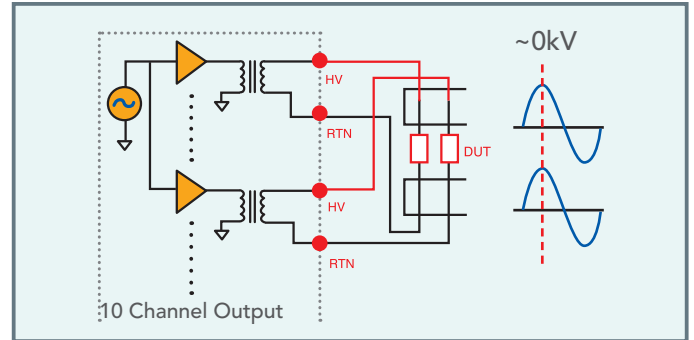 ~0kV
HV
RTN
DUT
HV
RTN
10 Channel Output